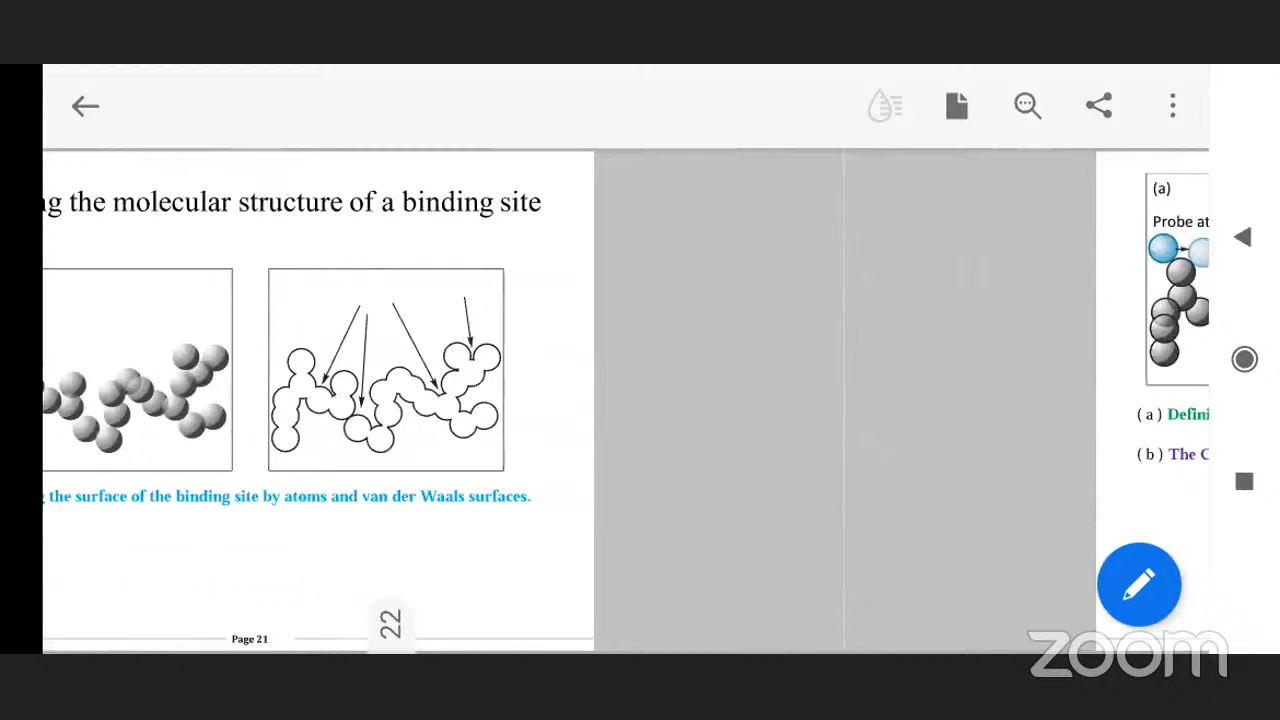 ng the molecular structure of a binding site
the surface of the binding site by atoms and van der Waals surfaces.
Page 21
22
(a)
Probe at
( a ) Defini
( b ) The C
zoom